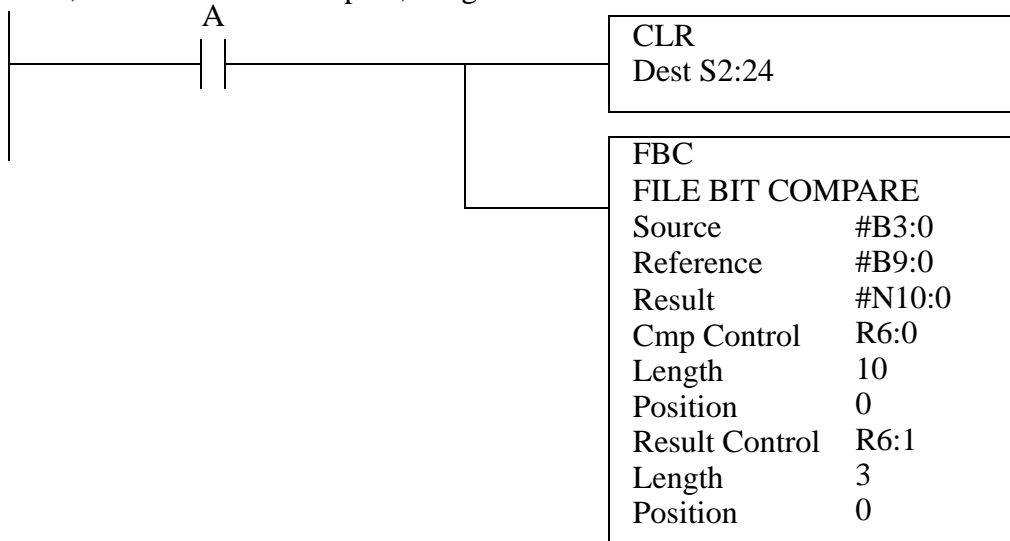 A
CLR
Dest S2:24
FBC
FILE BIT COMPARE
Source #B3:0
Reference #B9:0
Result #N10:0
Cmp Control R6:0
Length 10
Position 0
Result Control R6:1
Length 3
Position 0